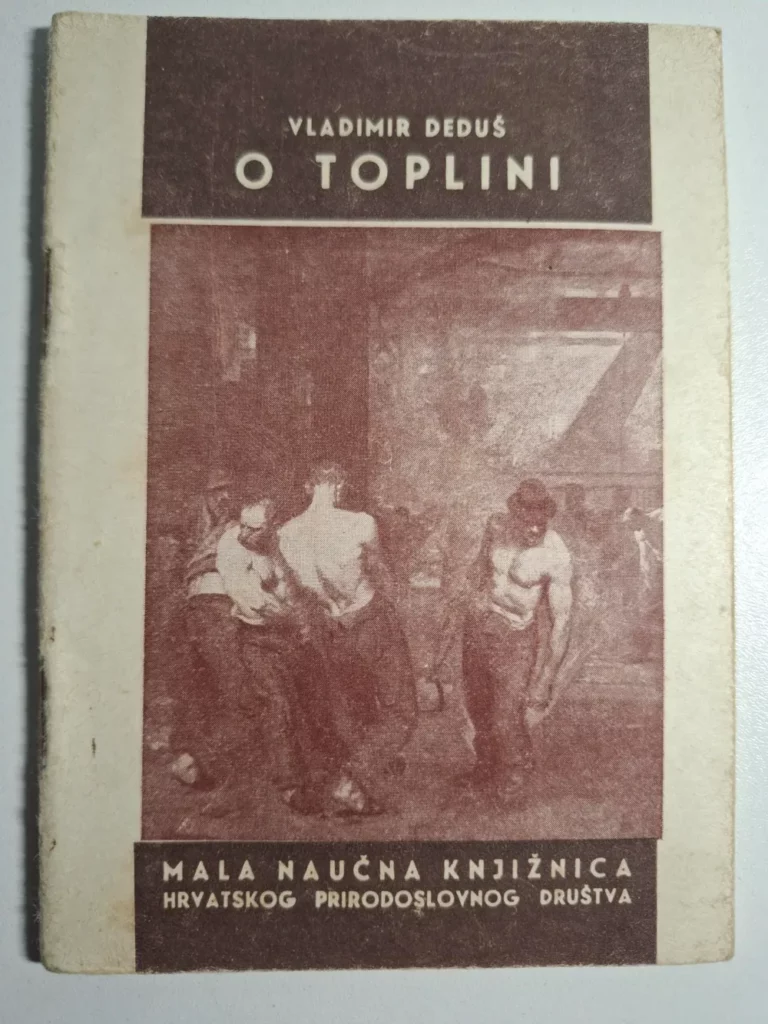 VLADIMIR DEDUŠ
O TOPLINI
MALA NAUČNA KNJIŽNICA
HRVATSKOG PRIRODOSLOVNOG DRUŠTVA